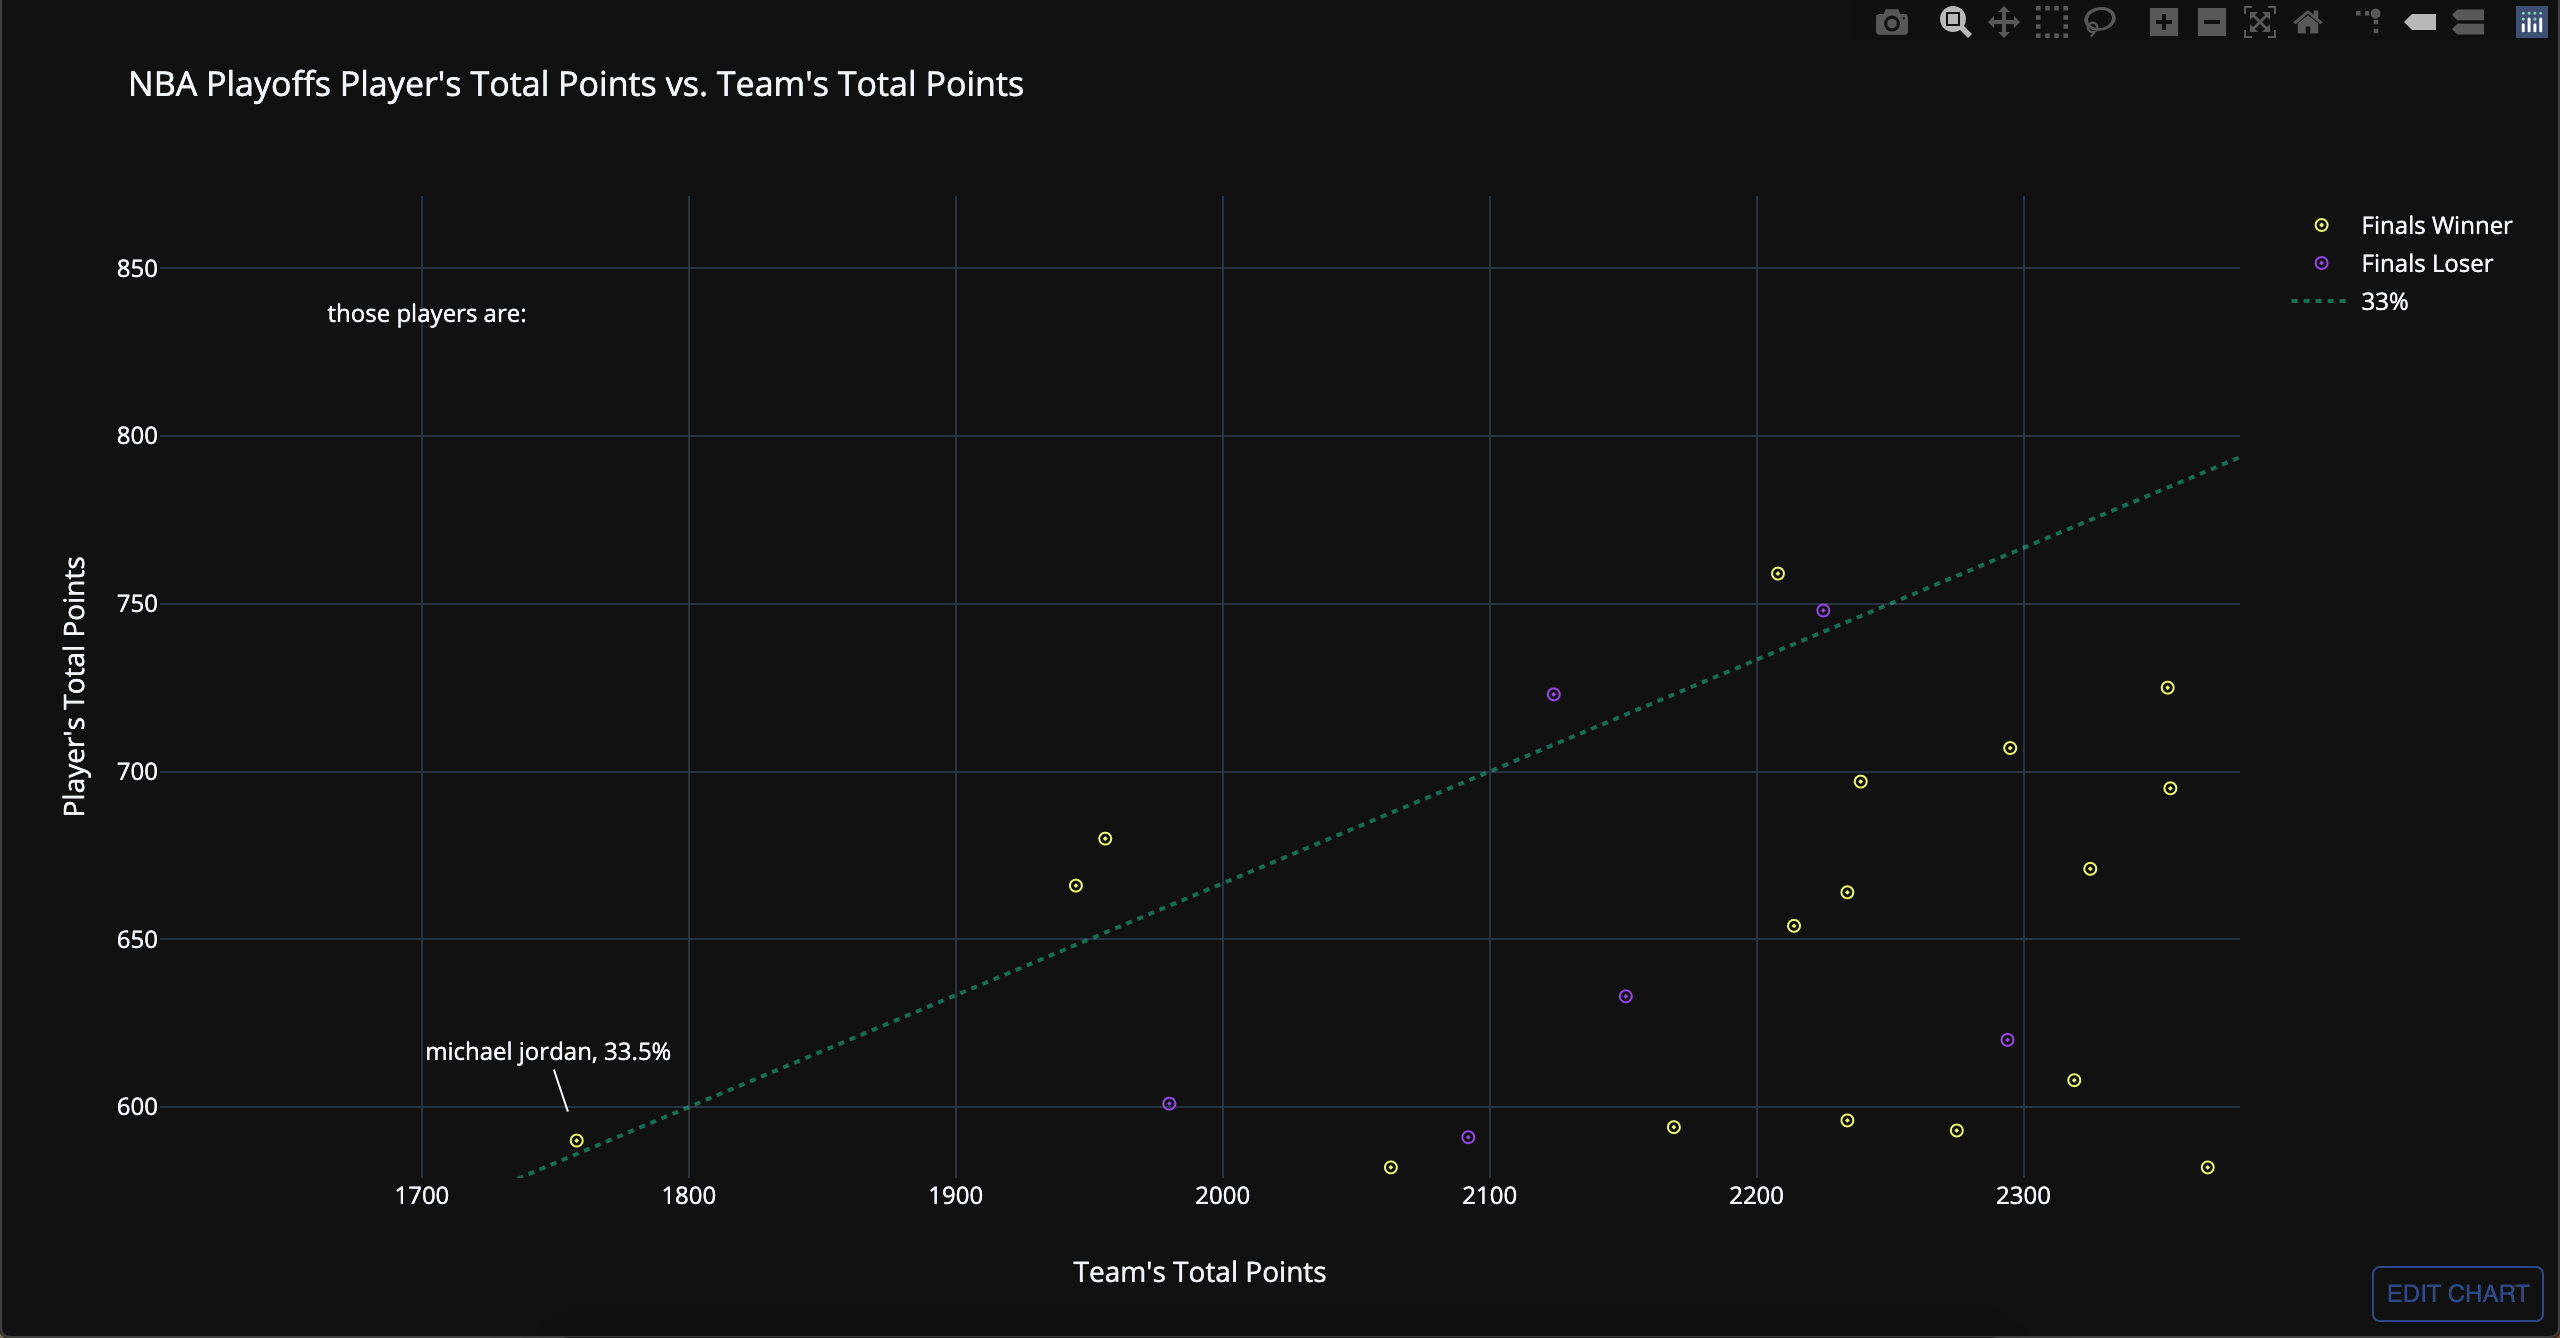 NBA Playoffs Player's Total Points vs. Team's Total Points
Finals Winner
Finals Loser
33%
850
those players are:
800
750
700
650
michael jordan, 33.5%
600
Player's Total Points
1700 1800 1900 2000 2100 2200 2300
Team's Total Points
EDIT CHART